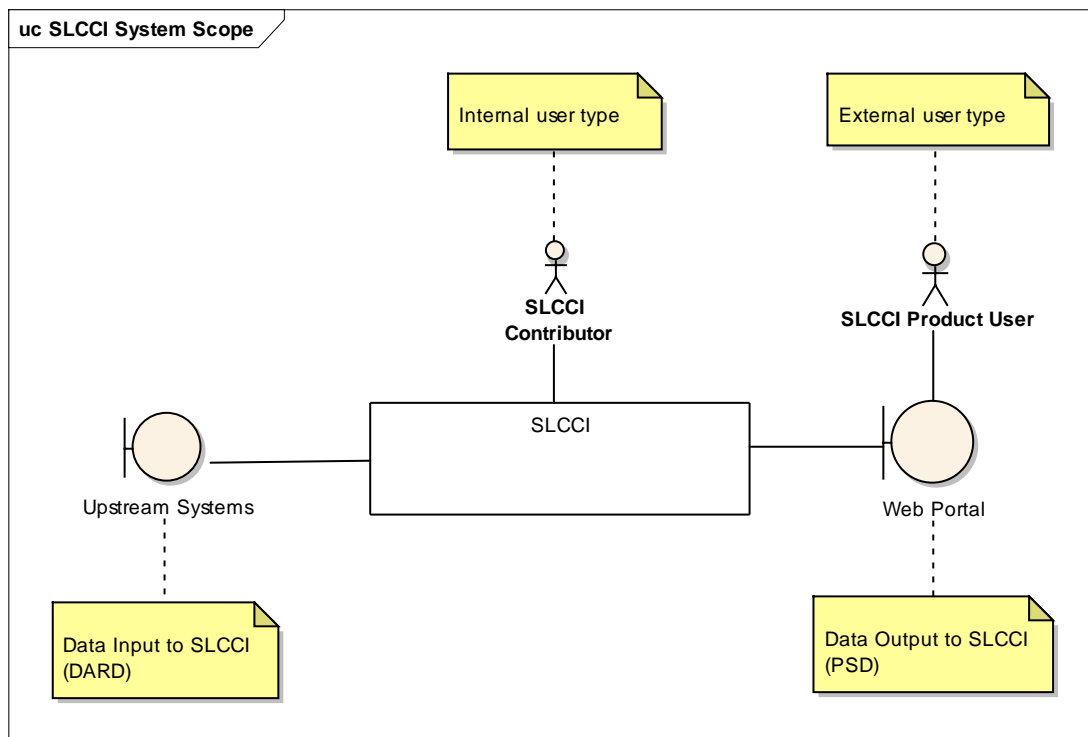 uc SLCCI System Scope
Internal user type
External user type
SLCCI
Contributor
SLCCI Product User
SLCCI
Upstream Systems
Web Portal
Data Input to SLCCI
(DARD)
Data Output to SLCCI
(PSD)